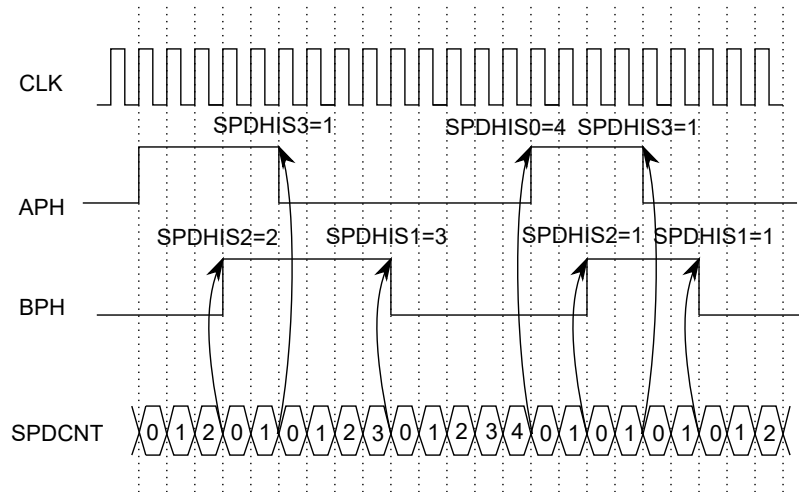 CLK
SPDHIS3=1 SPDHIS0=4 SPDHIS3=1
APH
SPDHIS2=2 SPDHIS1=3 SPDHIS2=1 SPDHIS1=1
BPH
SPDCNT 0 1 2 0 1 0 1 2 3 0 1 2 3 4 0 1 0 1 0 1 0 1 2